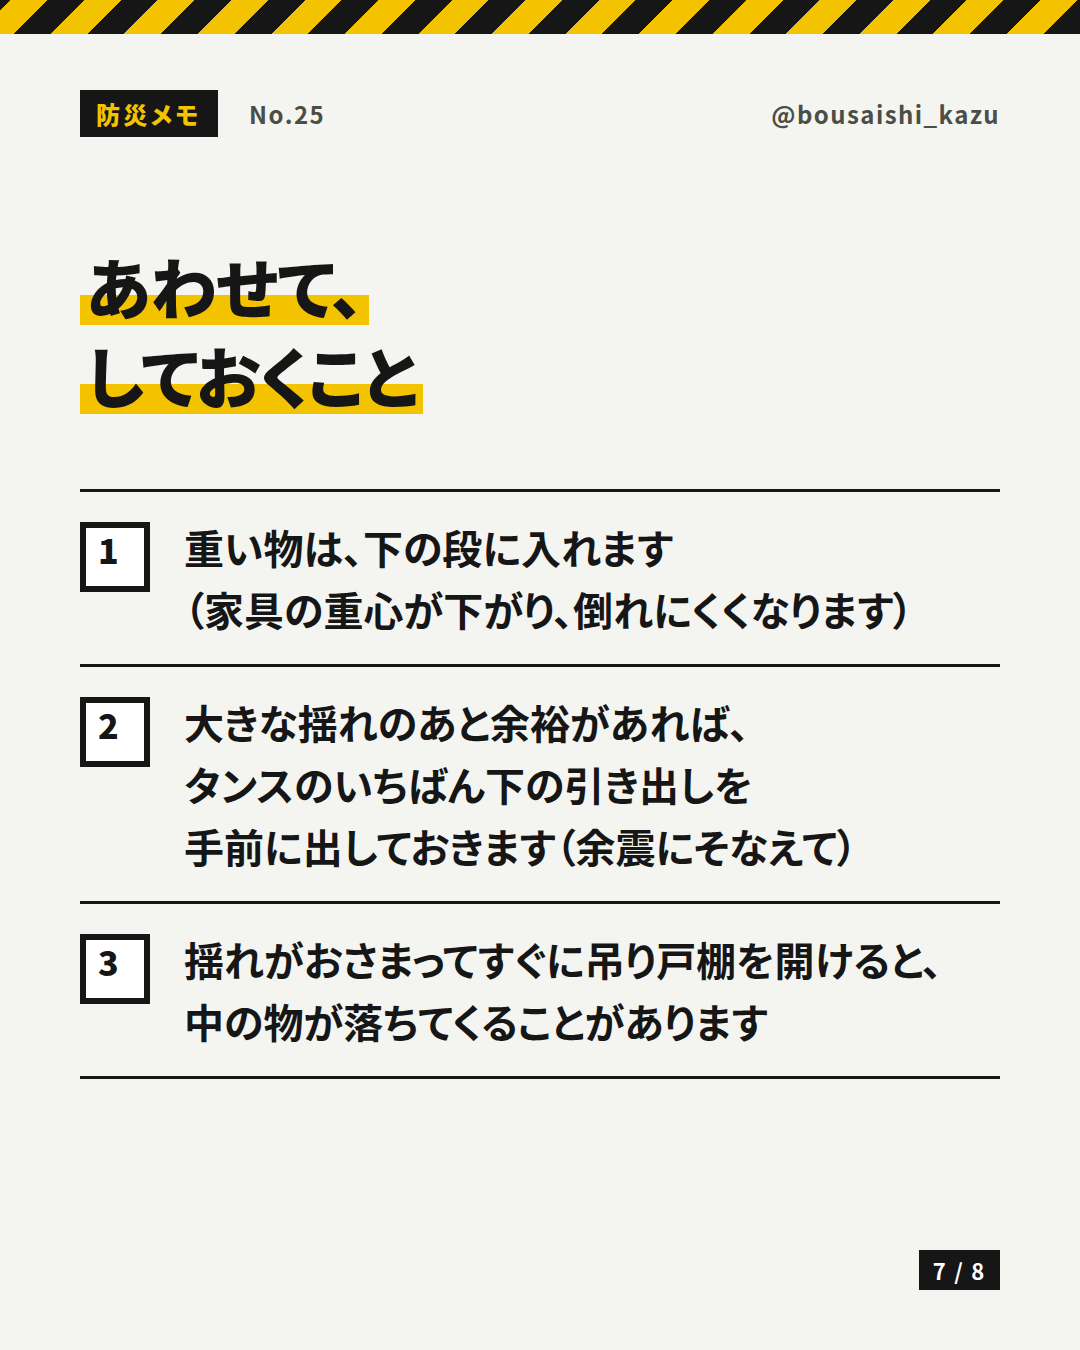 防災メモ No.25 @bousaishi_kazu
あわせて、
しておくこと
1 重い物は、下の段に入れます
（家具の重心が下がり、倒れにくくなります）
2 大きな揺れのあと余裕があれば、
タンスのいちばん下の引き出しを
手前に出しておきます（余震にそなえて）
3 揺れがおさまってすぐに吊り戸棚を開けると、
中の物が落ちてくることがあります
7 / 8